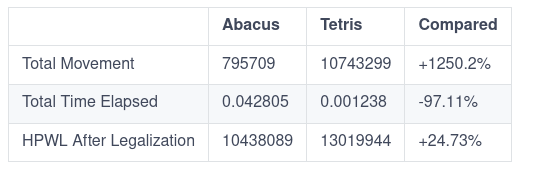 Abacus Tetris Compared
Total Movement 795709 10743299 +1250.2%
Total Time Elapsed 0.042805 0.001238 -97.11%
HPWL After Legalization 10438089 13019944 +24.73%